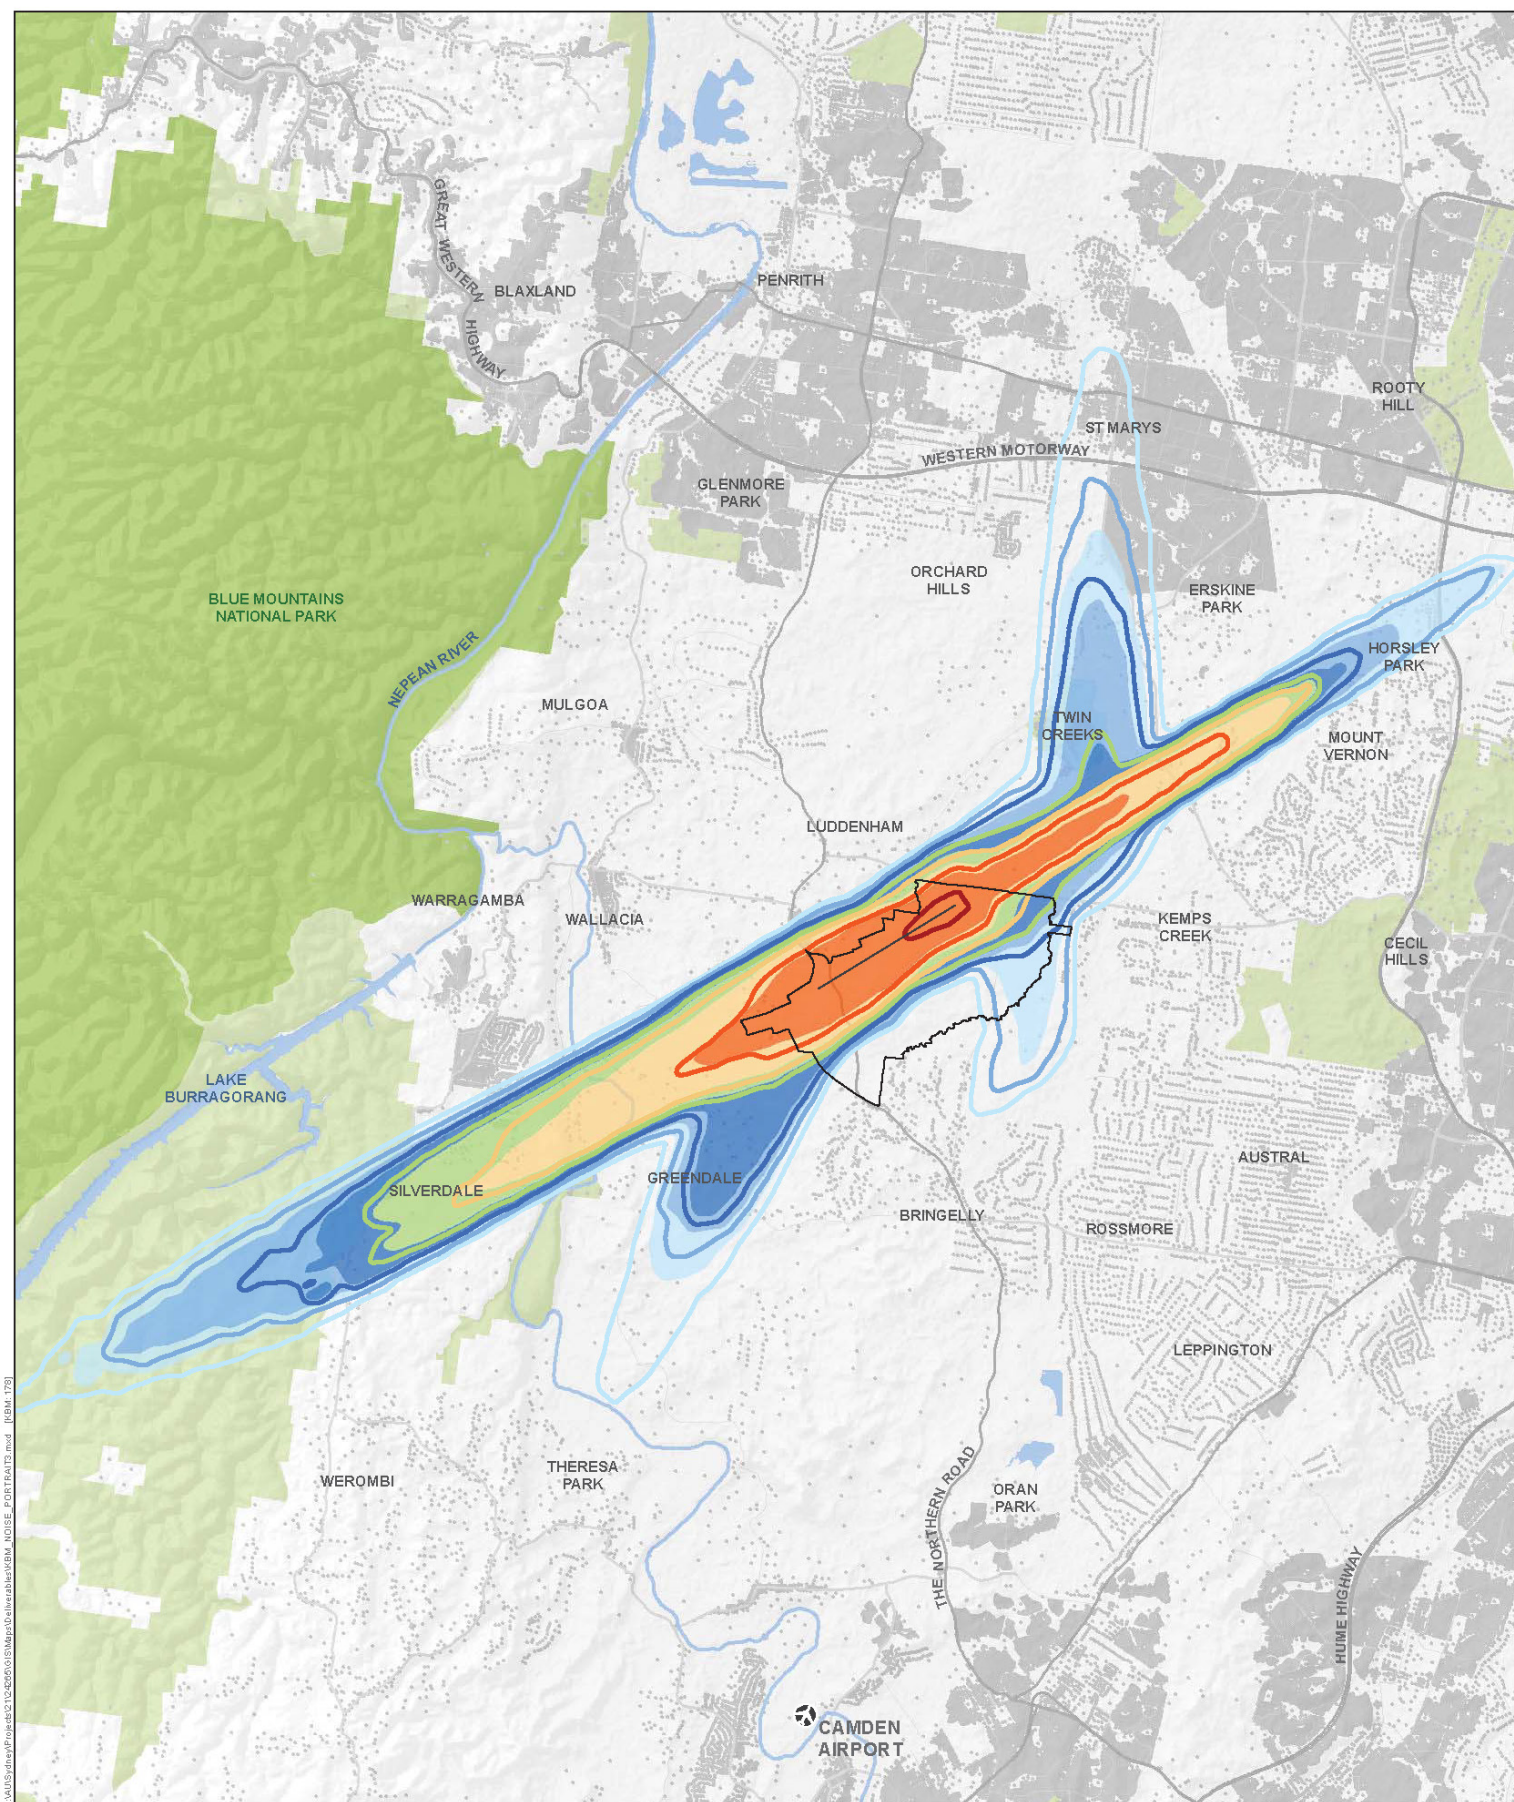 GREAT WESTERN HIGHWAY
BLAXLAND
PENRITH
ROOTY
HILL
ST MARYS
WESTERN MOTORWAY
GLENMORE
PARK
ORCHARD
HILLS
ERSKINE
PARK
BLUE MOUNTAINS
NATIONAL PARK
NEPEAN RIVER
HORSLEY
PARK
MULGOA
TWIN
CREEKS
MOUNT
VERNON
LUDDENHAM
WARRAGAMBA
WALLACIA
KEMPS
CREEK
CECIL
HILLS
LAKE
BURRAGORANG
SILVERDALE
GREENDALE
AUSTRAL
BRINGELLY
ROSSMORE
LEPPINGTON
WEROMBI
THERESA
PARK
THE NORTHERN ROAD
ORAN
PARK
HUME HIGHWAY
CAMDEN
AIRPORT
[KBM: 178]